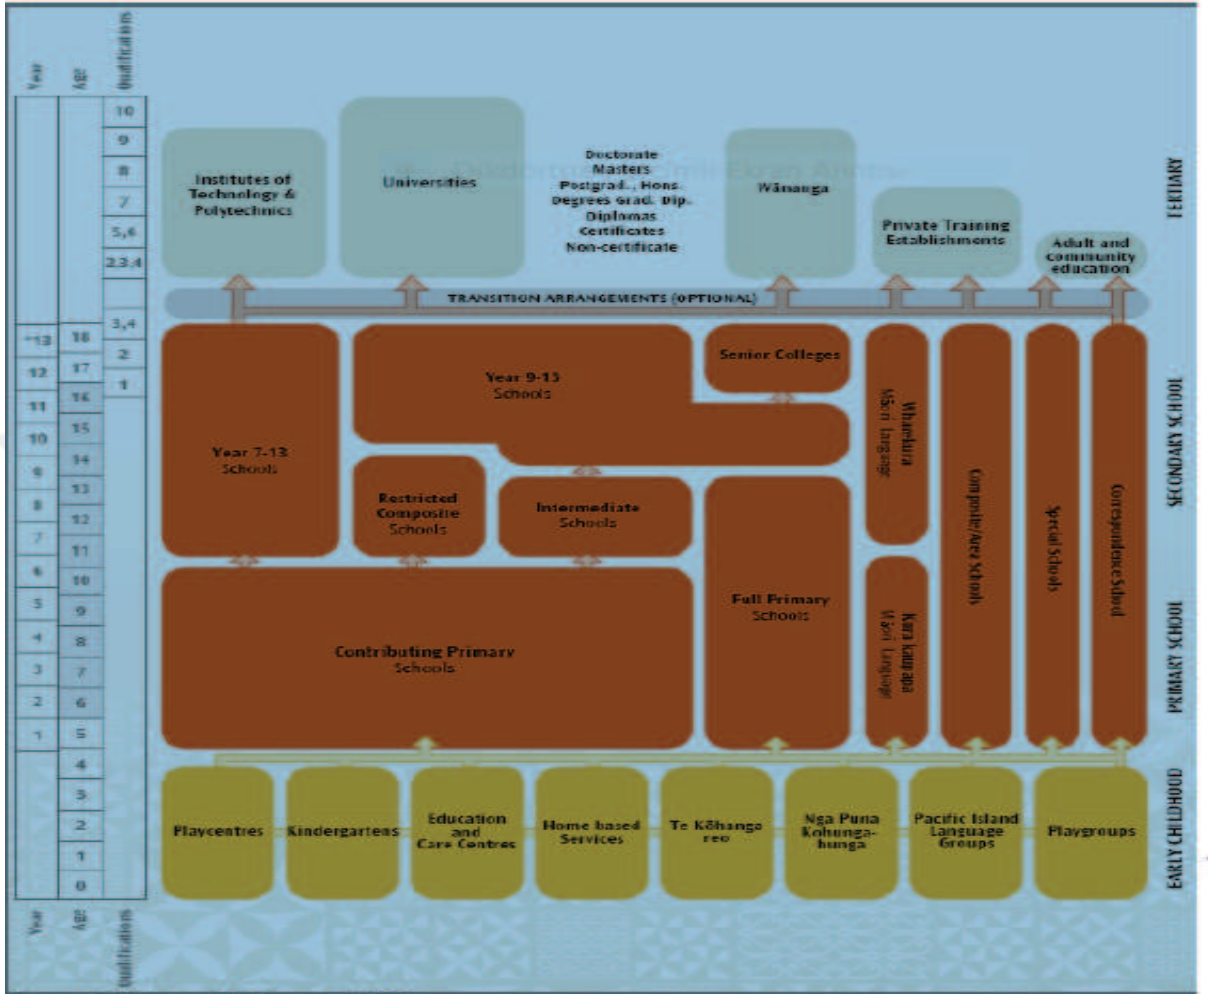 Year
Age
Qualifications
10
9
8
7
5,6
2,3,4
3,4
2
1
13
12
11
10
9
8
7
6
5
4
3
2
1
18
17
16
15
14
13
12
11
10
9
8
7
6
5
4
3
2
1
0
Year
Age
Qualifications
Institutes of
Technology &
Polytechnics
Universities
Doctorate
Masters
Postgrad., Hons.
Degrees Grad. Dip.
Diplomas
Certificates
Non-certificate
Wānanga
Private Training
Establishments
Adult and
community
education
TERTIARY
TRANSITION ARRANGEMENTS (OPTIONAL)
Year 7-13
Schools
Year 9-13
Schools
Senior Colleges
Restricted
Composite
Schools
Intermediate
Schools
Wharekura
Māori Language
Composite/Area Schools
Special Schools
Correspondence School
SECONDARY SCHOOL
Contributing Primary
Schools
Full Primary
Schools
Kura kaupapa
Māori Language
PRIMARY SCHOOL
Playcentres
Kindergartens
Education
and
Care Centres
Home based
Services
Te Kōhanga
reo
Nga Puna
Kohunga-
hunga
Pacific Island
Language
Groups
Playgroups
EARLY CHILDHOOD